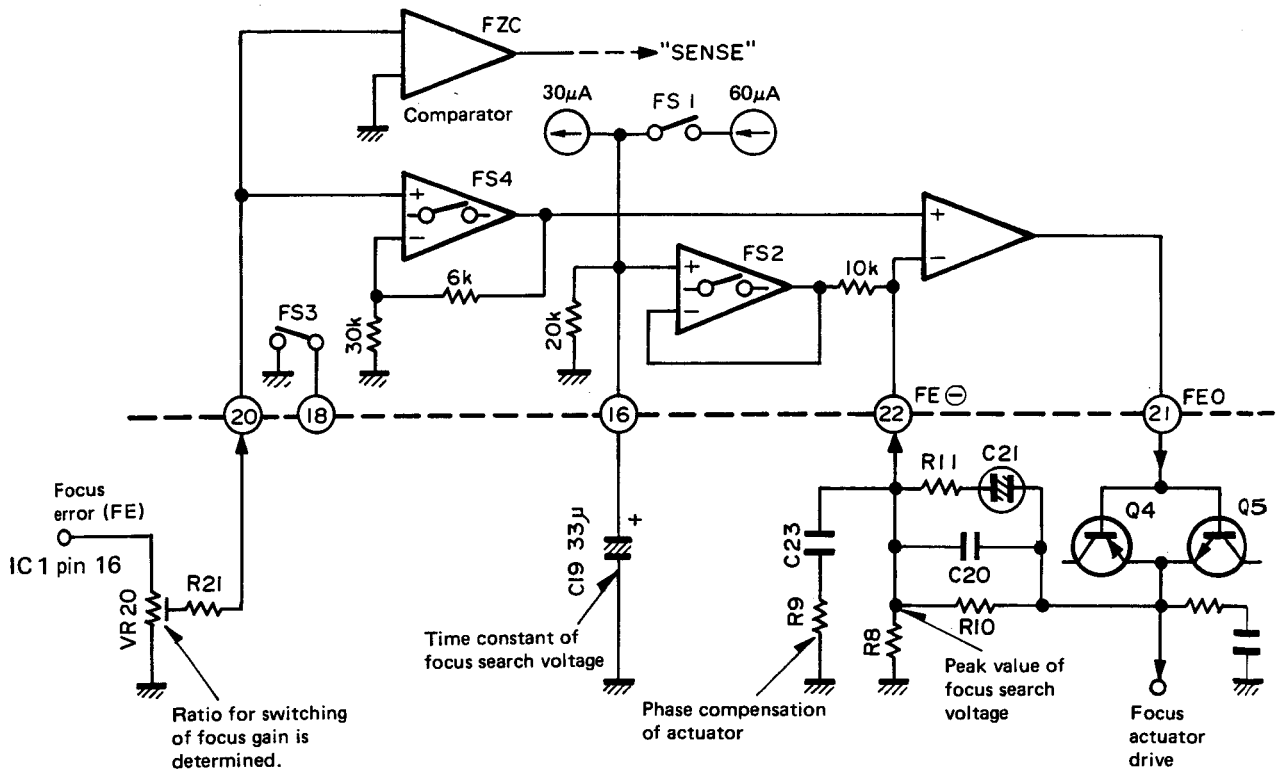 FZC
"SENSE"
Comparator
30µA
FS 1
60µA
FS4
+
−
6k
30k
FS3
20k
FS2
+
−
10k
+
−
20
18
16
22
FE ⊖
21
FEO
Focus
error (FE)
IC1 pin 16
VR20
R21
Ratio for switching
of focus gain is
determined.
C19 33µ
+
Time constant of
focus search voltage
R11
C21
C23
C20
R9
R8
R10
Phase compensation
of actuator
Peak value of
focus search
voltage
Q4
Q5
Focus
actuator
drive